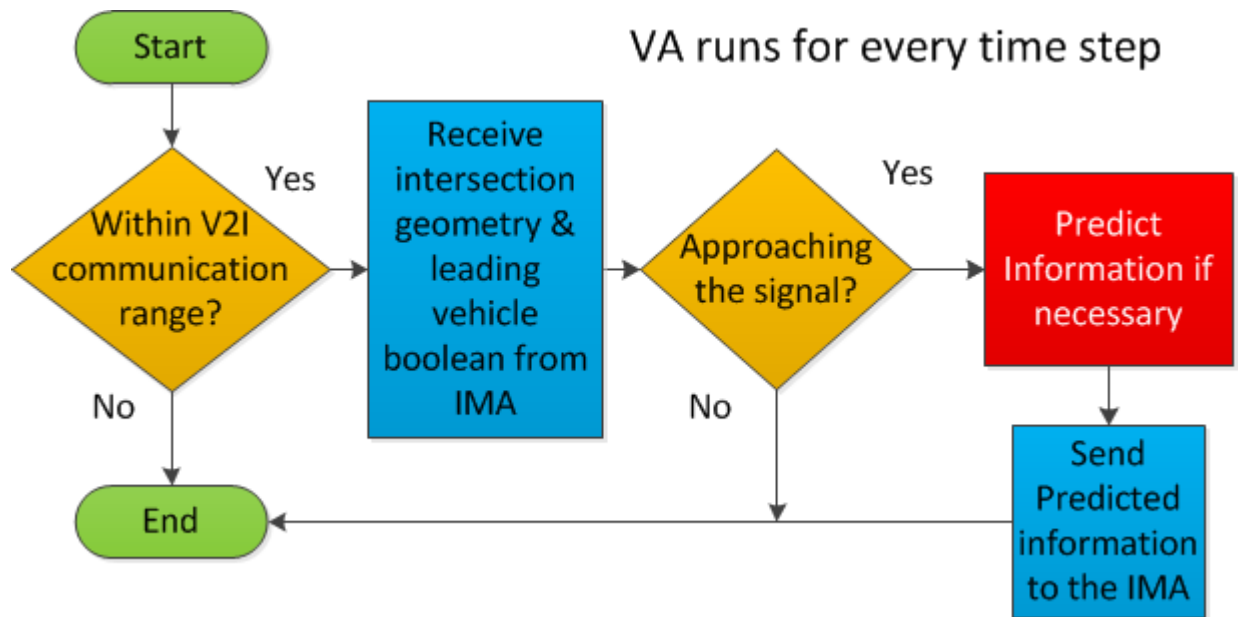 Start
VA runs for every time step
Within V2I
communication
range?
Yes
No
Receive
intersection
geometry &
leading
vehicle
boolean from
IMA
Approaching
the signal?
Yes
No
Predict
Information if
necessary
Send
Predicted
information
to the IMA
End